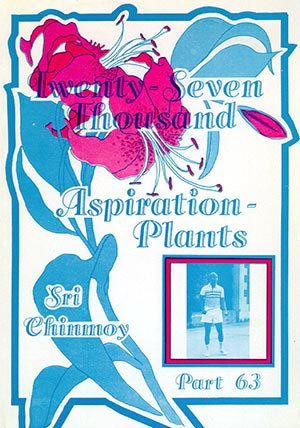 Twenty-Seven
Thousand
Aspiration-
Plants
Sri
Chinmoy
Part 63